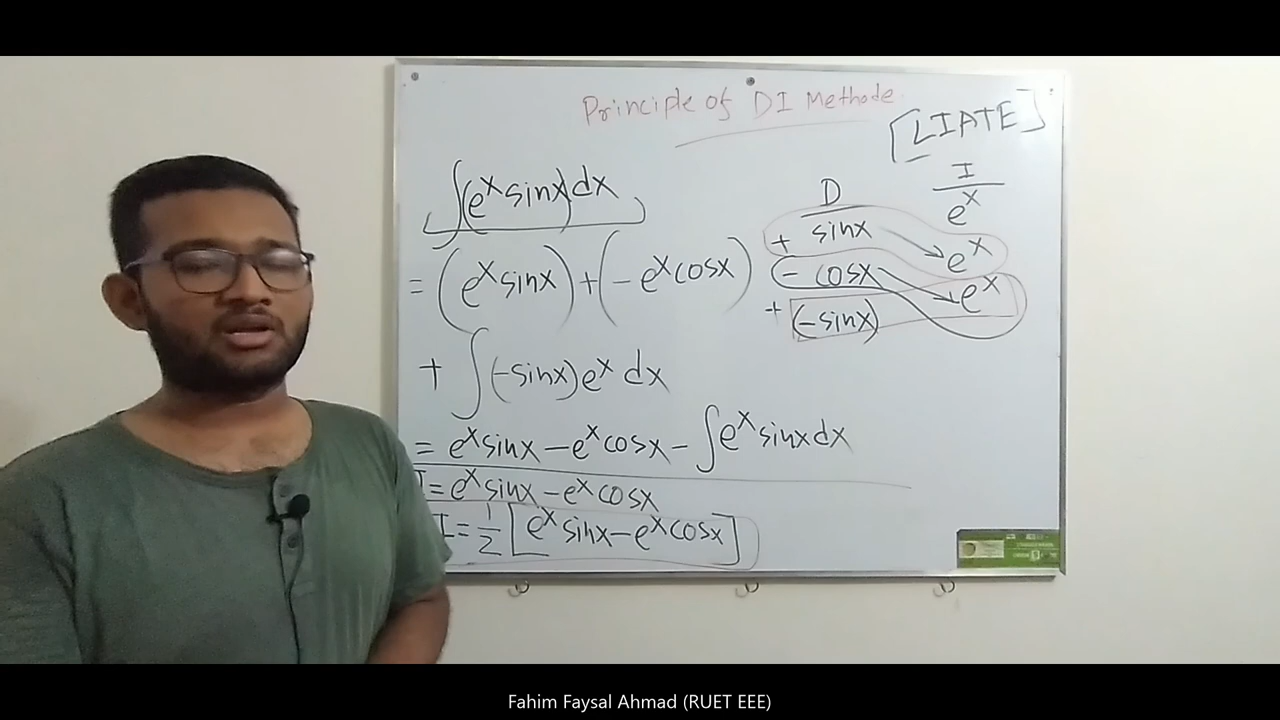 Principle of DI Methode
[LIATE]
∫(e^x sinx)dx
= (e^x sinx) + (- e^x cosx)
+ ∫(-sinx)e^x dx
= e^x sinx - e^x cosx - ∫e^x sinx dx
= e^x sinx - e^x cosx
I = 1/2 [e^x sinx - e^x cosx]
D I
e^x
+ sinx e^x
- cosx e^x
+ (-sinx)
Fahim Faysal Ahmad (RUET EEE)